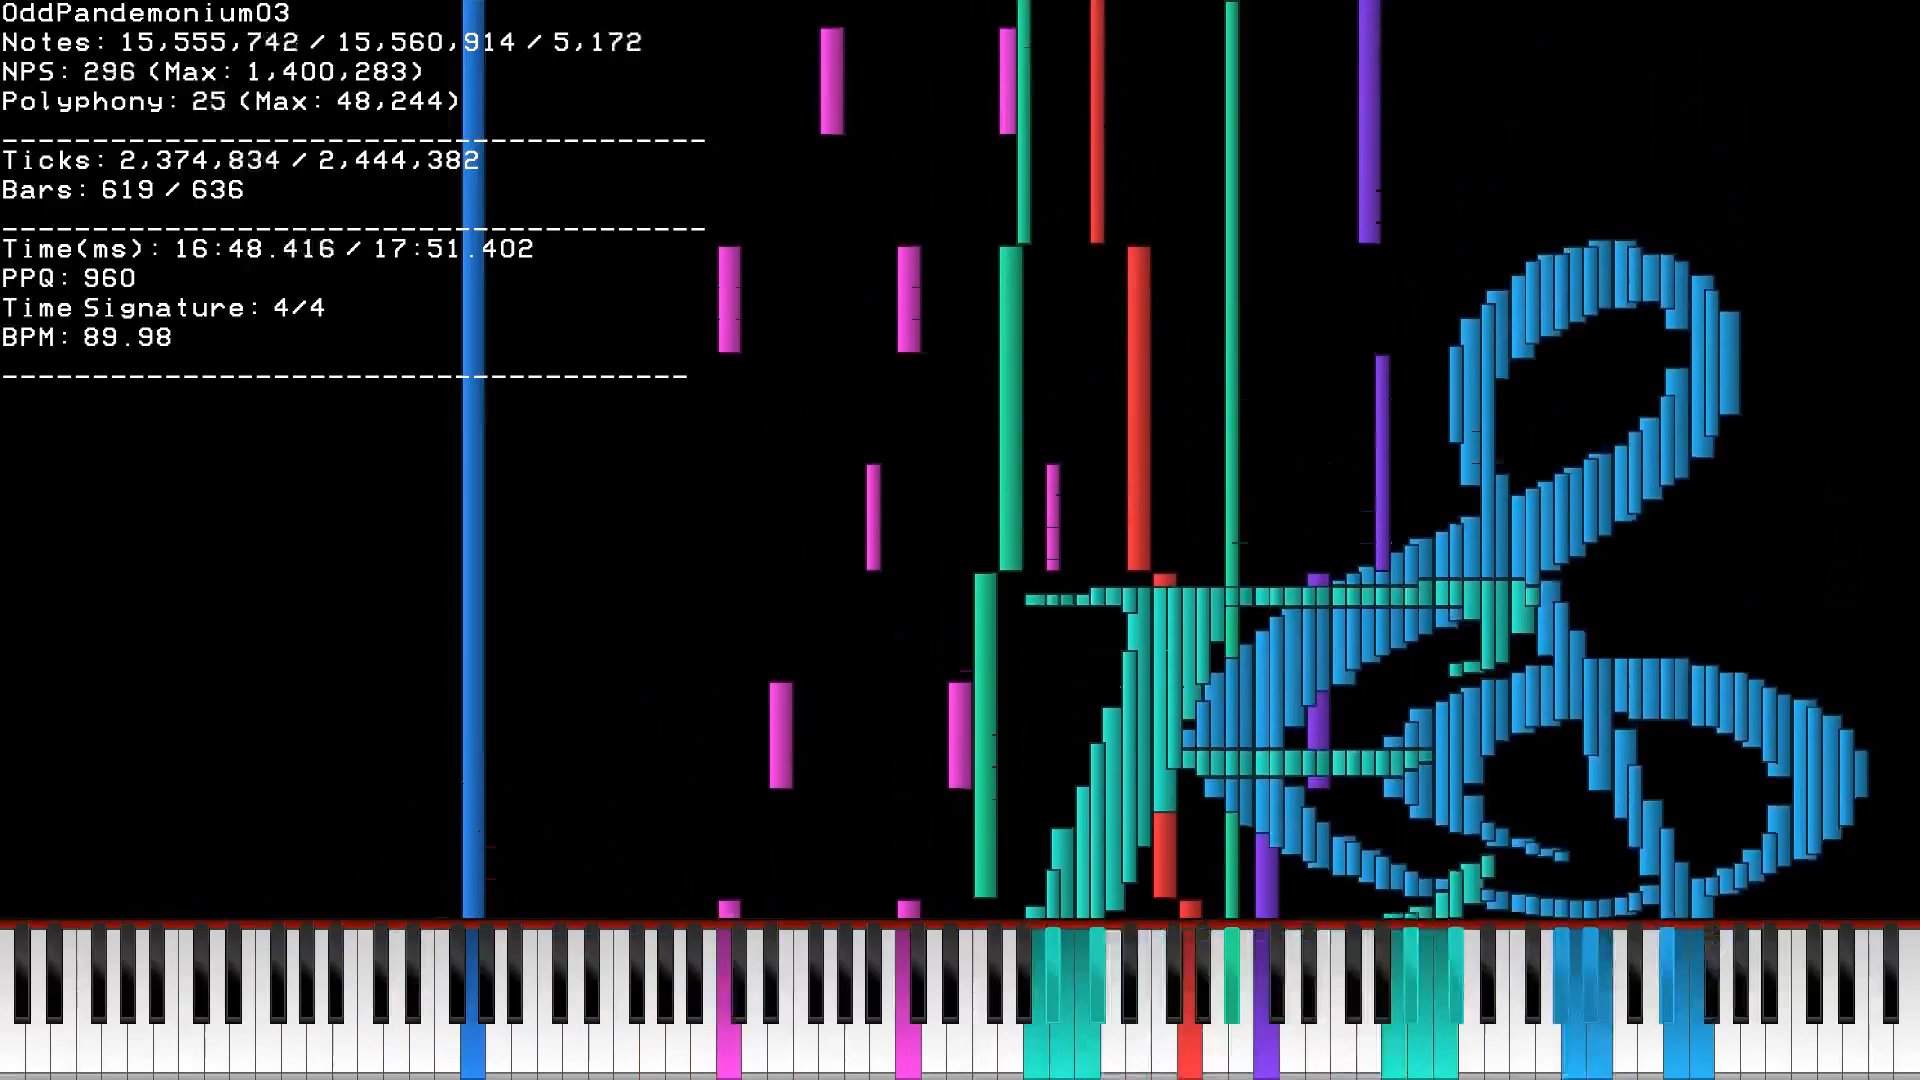 OddPandemonium03
Notes: 15,555,742 / 15,560,914 / 5,172
NPS: 296 (Max: 1,400,283)
Polyphony: 25 (Max: 48,244)
Ticks: 2,374,834 / 2,444,382
Bars: 619 / 636
Time(ms): 16:48.416 / 17:51.402
PPQ: 960
Time Signature: 4/4
BPM: 89.98